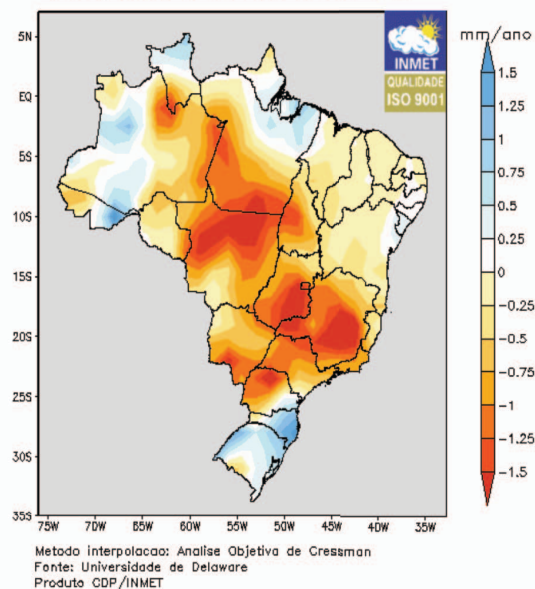 mm/ano
INMET
QUALIDADE
ISO 9001
5N
EQ
5S
10S
15S
20S
25S
30S
35S
75W 70W 65W 60W 55W 50W 45W 40W 35W
1.5
1.25
1
0.75
0.5
0.25
0
-0.25
-0.5
-0.75
-1
-1.25
-1.5
Metodo interpolacao: Analise Objetiva de Cressman
Fonte: Universidade de Delaware
Produto CDP/INMET